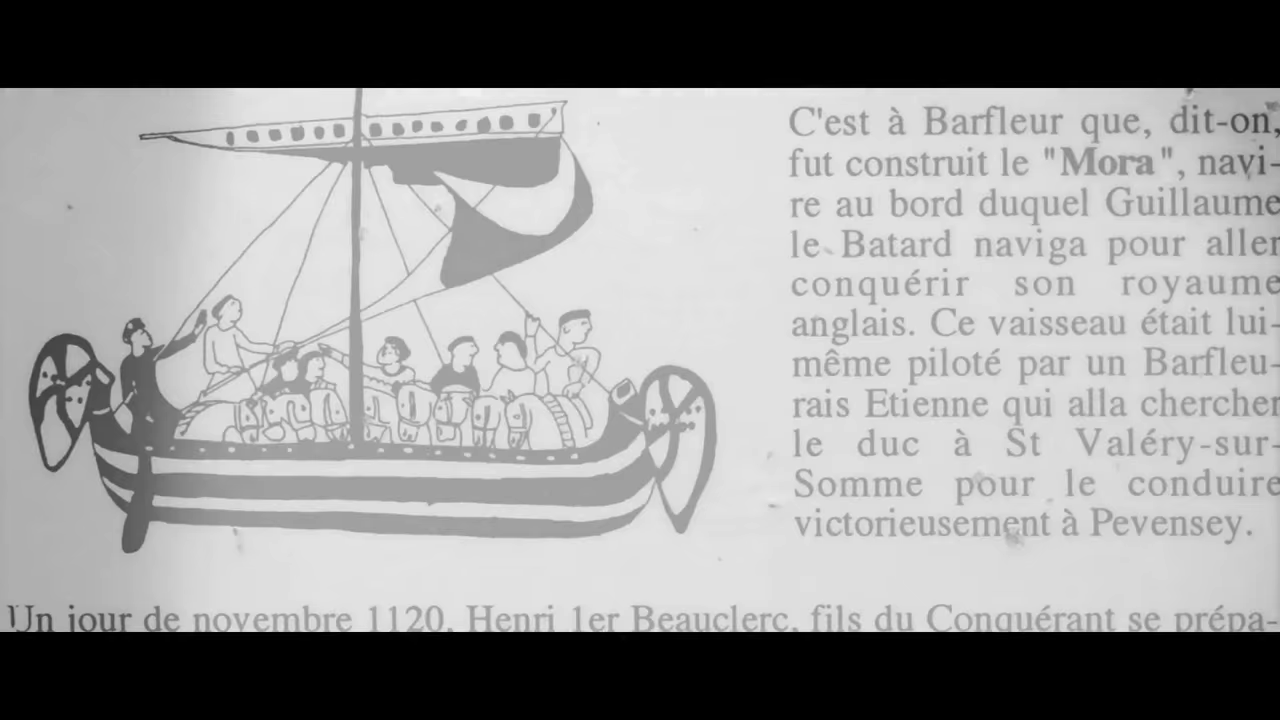 C'est à Barfleur que, dit-on,
fut construit le "Mora", navi-
re au bord duquel Guillaume
le Batard naviga pour aller
conquérir son royaume
anglais. Ce vaisseau était lui-
même piloté par un Barfleu-
rais Etienne qui alla chercher
le duc à St Valéry-sur-
Somme pour le conduire
victorieusement à Pevensey.
Un jour de novembre 1120, Henri 1er Beauclerc, fils du Conquérant se prépa-